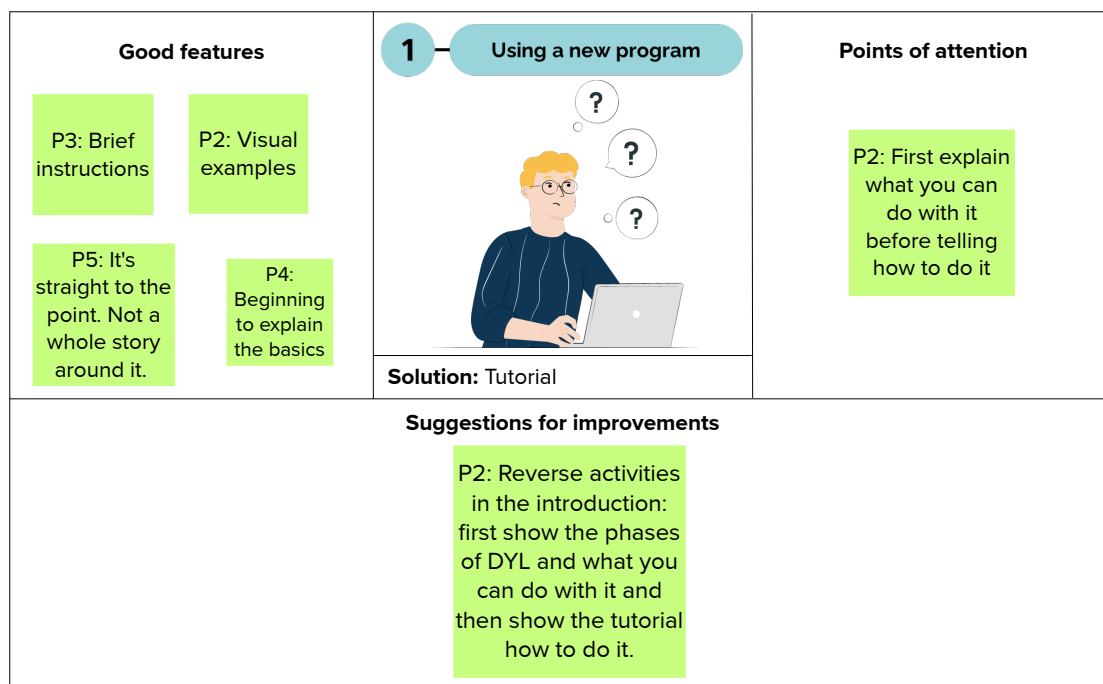 Good features
P3: Brief
instructions
P2: Visual
examples
P5: It's
straight to the
point. Not a
whole story
around it.
P4:
Beginning
to explain
the basics
1
Using a new program
?
?
?
Solution: Tutorial
Points of attention
P2: First explain
what you can
do with it
before telling
how to do it
Suggestions for improvements
P2: Reverse activities
in the introduction:
first show the phases
of DYL and what you
can do with it and
then show the tutorial
how to do it.